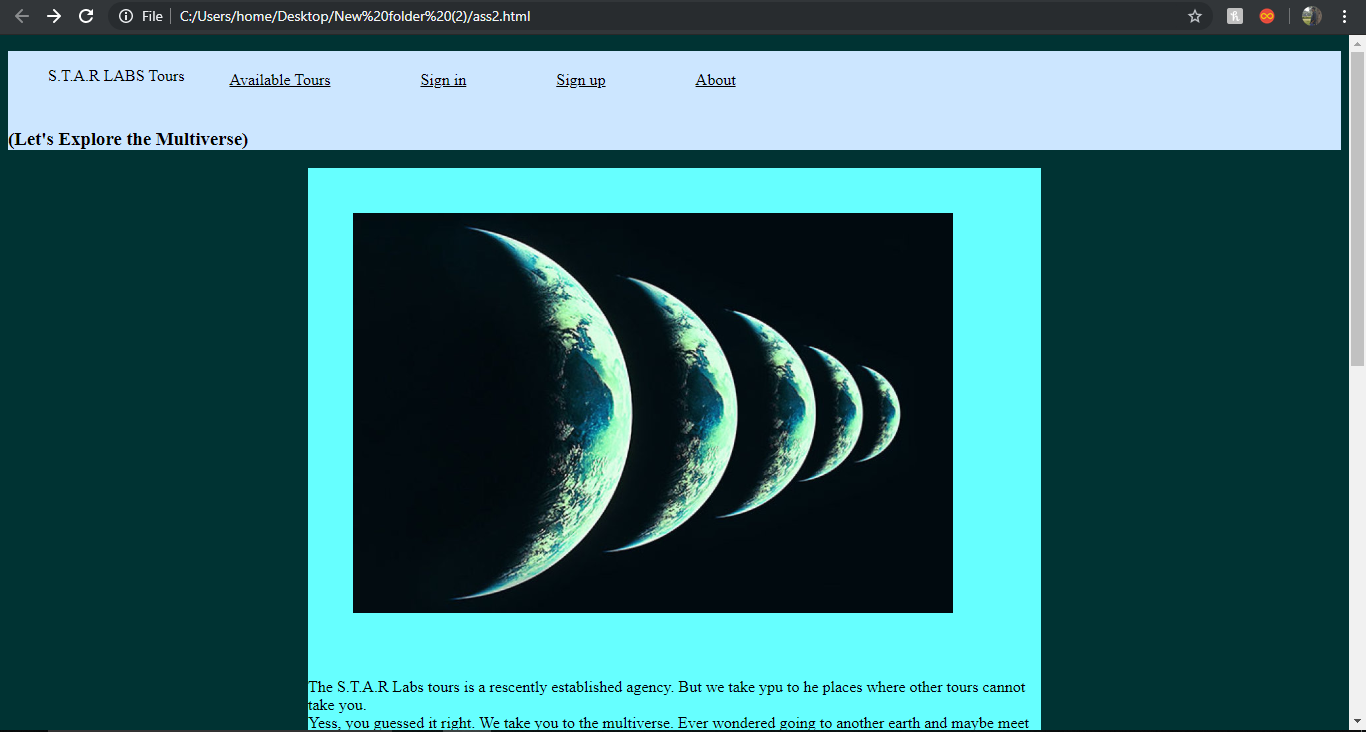 File C:/Users/home/Desktop/New%20folder%20(2)/ass2.html
S.T.A.R LABS Tours Available Tours Sign in Sign up About
(Let's Explore the Multiverse)
The S.T.A.R Labs tours is a rescently established agency. But we take ypu to he places where other tours cannot
take you.
Yess, you guessed it right. We take you to the multiverse. Ever wondered going to another earth and maybe meet